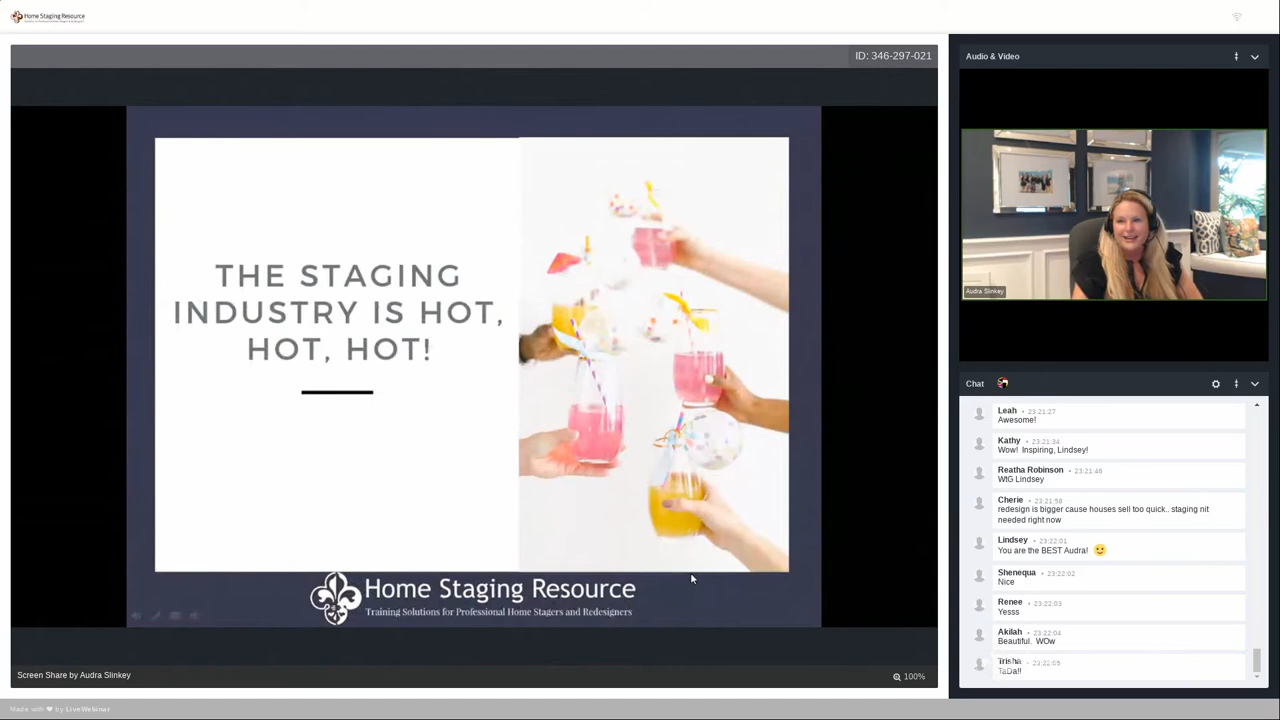 Home Staging Resource
ID: 346-297-021
THE STAGING
INDUSTRY IS HOT,
HOT, HOT!
Home Staging Resource
Training Solutions for Professional Home Stagers and Redesigners
Screen Share by Audra Slinkey
100%
Audio & Video
Audra Slinkey
Chat
Leah • 23:21:27
Awesome!
Kathy • 23:21:34
Wow! Inspiring, Lindsey!
Reatha Robinson • 23:21:46
WtG Lindsey
Cherie • 23:21:58
redesign is bigger cause houses sell too quick.. staging nit
needed right now
Lindsey • 23:22:01
You are the BEST Audra! 🙂
Shenequa • 23:22:02
Nice
Renee • 23:22:03
Yesss
Akilah • 23:22:04
Beautiful. WOw
Trisha • 23:22:05
TaDa!!
Made with ❤ by LiveWebinar